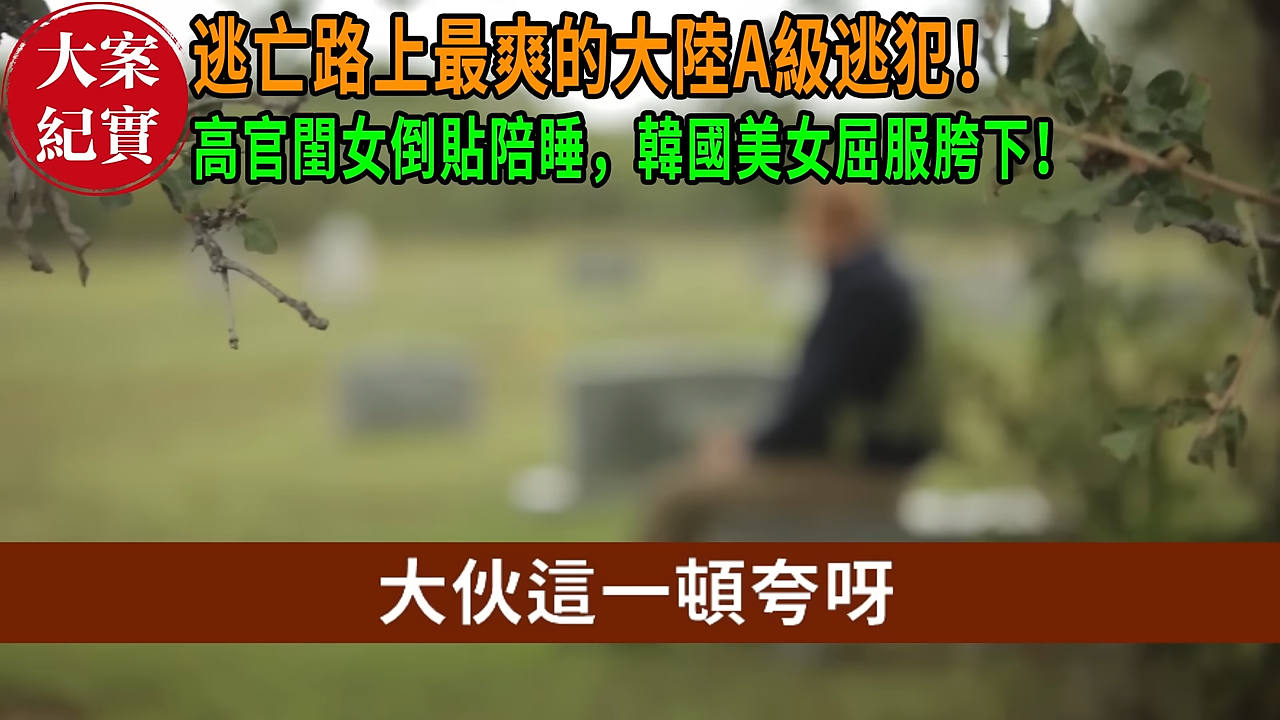 大案
紀實
逃亡路上最爽的大陸A級逃犯！
高官閨女倒貼陪睡，韓國美女屈服胯下！
大伙這一頓夸呀